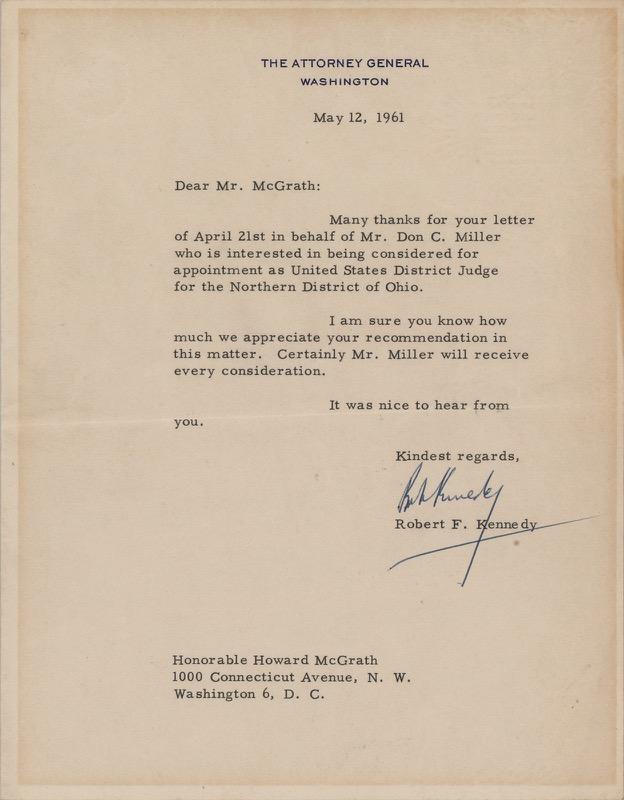 THE ATTORNEY GENERAL
WASHINGTON
May 12, 1961
Dear Mr. McGrath:
Many thanks for your letter
of April 21st in behalf of Mr. Don C. Miller
who is interested in being considered for
appointment as United States District Judge
for the Northern District of Ohio.
I am sure you know how
much we appreciate your recommendation in
this matter. Certainly Mr. Miller will receive
every consideration.
It was nice to hear from
you.
Kindest regards,
Bob Kennedy
Robert F. Kennedy
Honorable Howard McGrath
1000 Connecticut Avenue, N. W.
Washington 6, D. C.